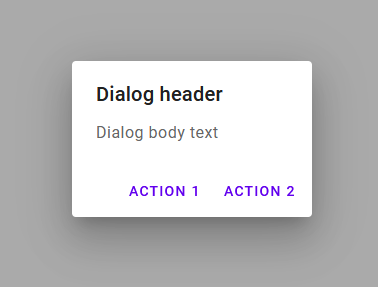 Dialog header
Dialog body text
ACTION 1 ACTION 2